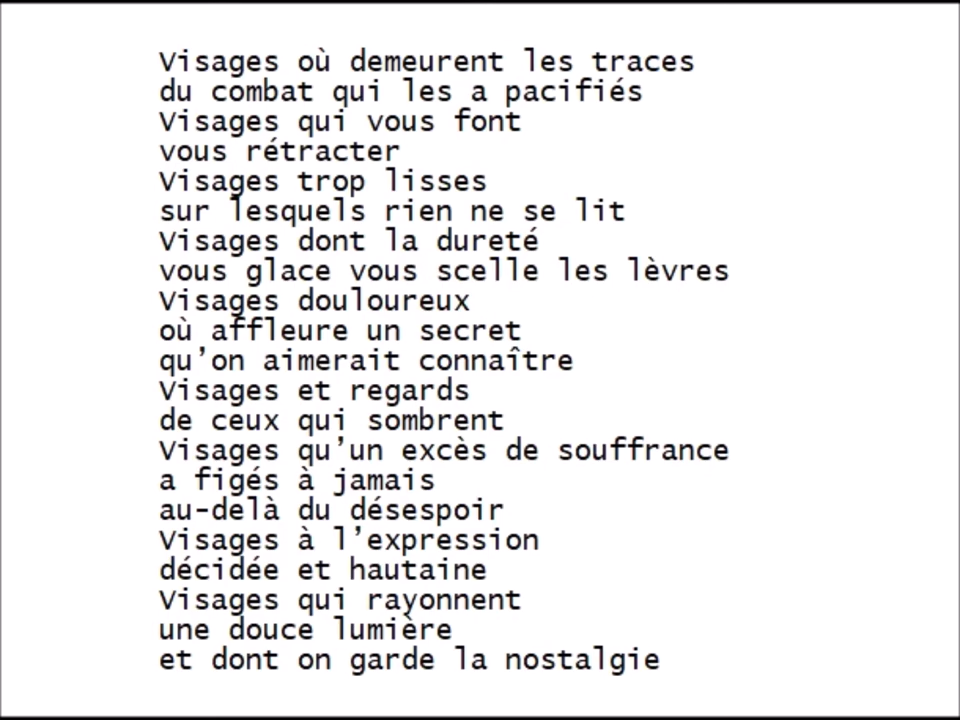 Visages où demeurent les traces
du combat qui les a pacifiés
Visages qui vous font
vous rétracter
Visages trop lisses
sur lesquels rien ne se lit
Visages dont la dureté
vous glace vous scelle les lèvres
Visages douloureux
où affleure un secret
qu’on aimerait connaître
Visages et regards
de ceux qui sombrent
Visages qu’un excès de souffrance
a figés à jamais
au-delà du désespoir
Visages à l’expression
décidée et hautaine
Visages qui rayonnent
une douce lumière
et dont on garde la nostalgie